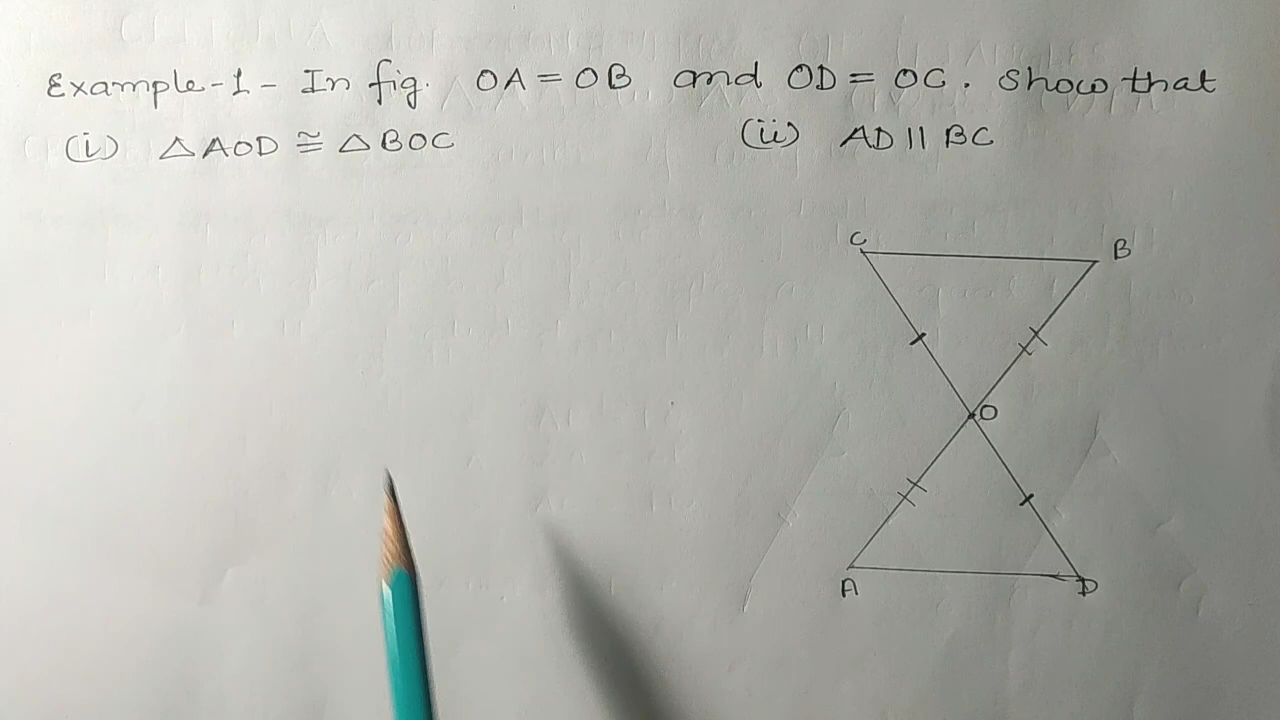 Example-1 - In fig. OA = OB and OD = OC. Show that
(i) △AOD ≅ △BOC (ii) AD || BC
C B
O
A D